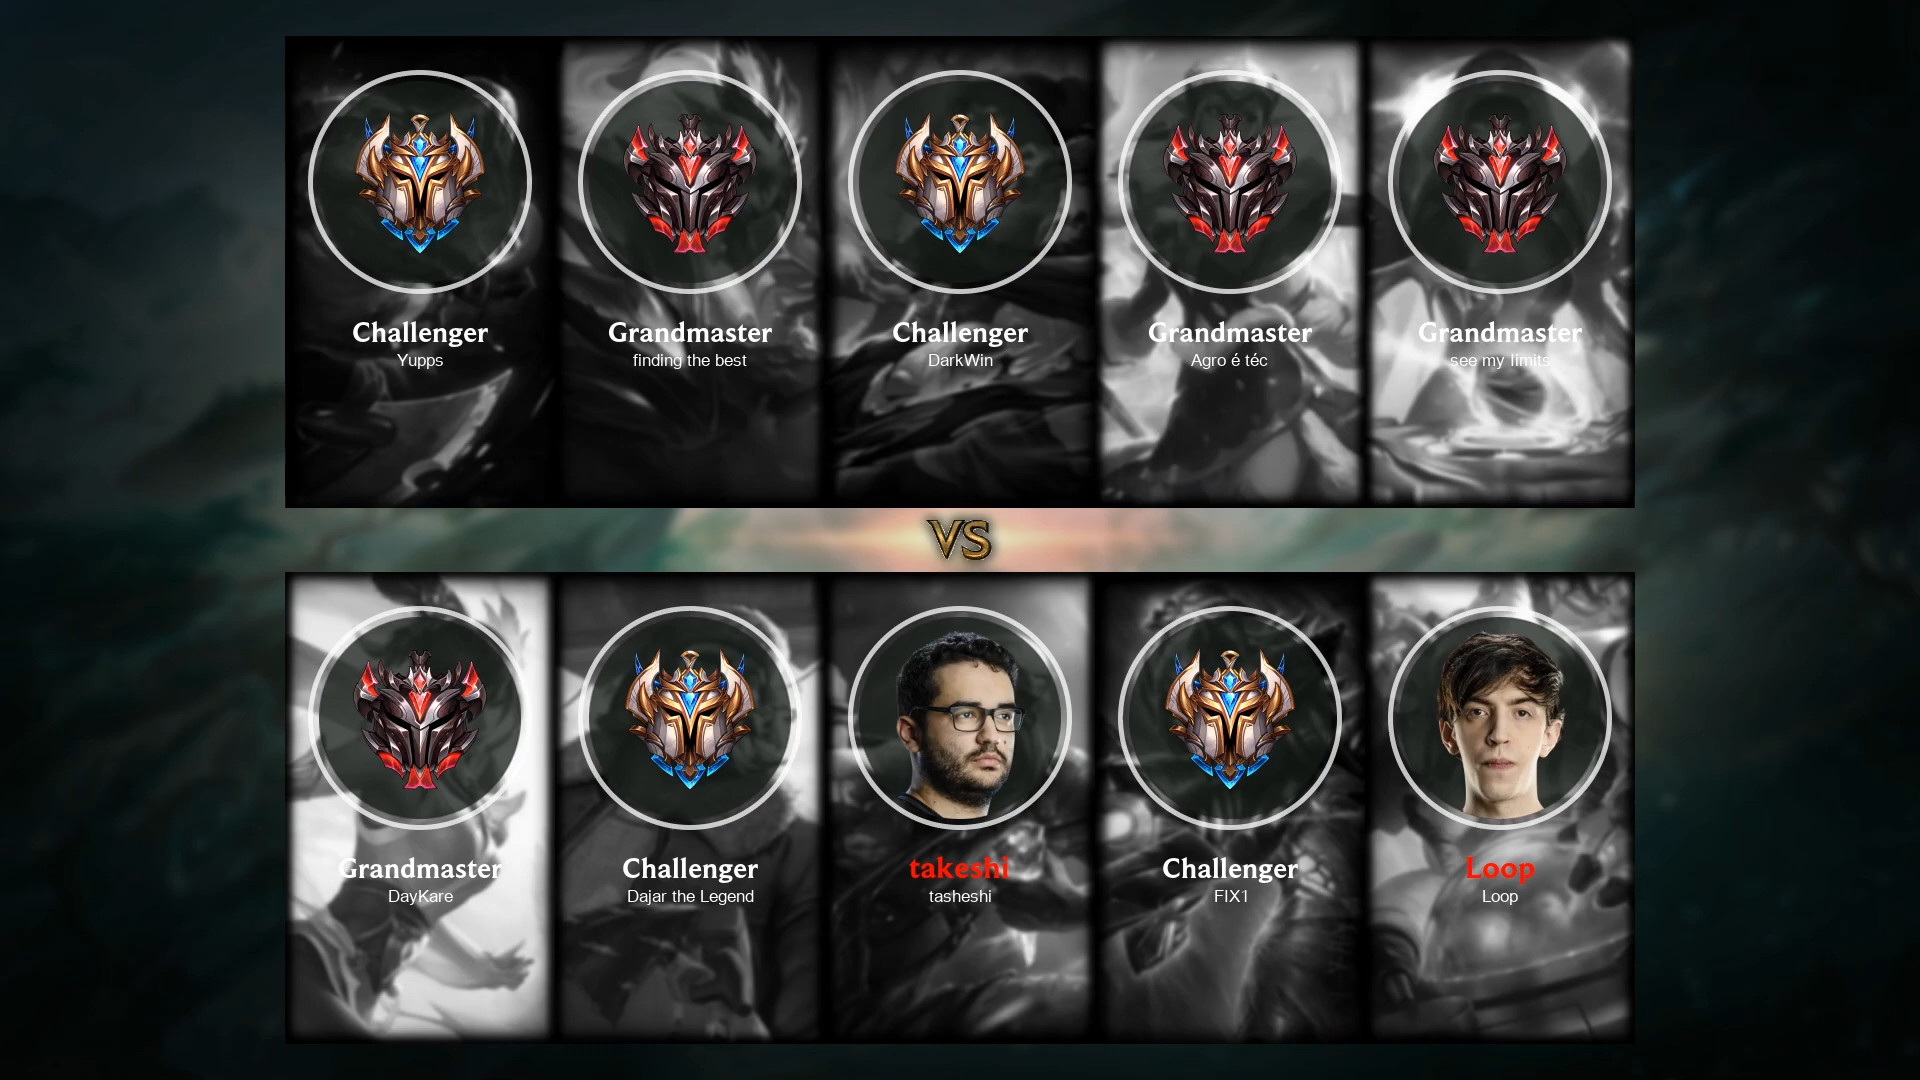 Challenger
Yupps
Grandmaster
finding the best
Challenger
DarkWin
Grandmaster
Agro é téc
Grandmaster
see my limits
VS
Grandmaster
DayKare
Challenger
Dajar the Legend
takeshi
tasheshi
Challenger
FIX1
Loop
Loop